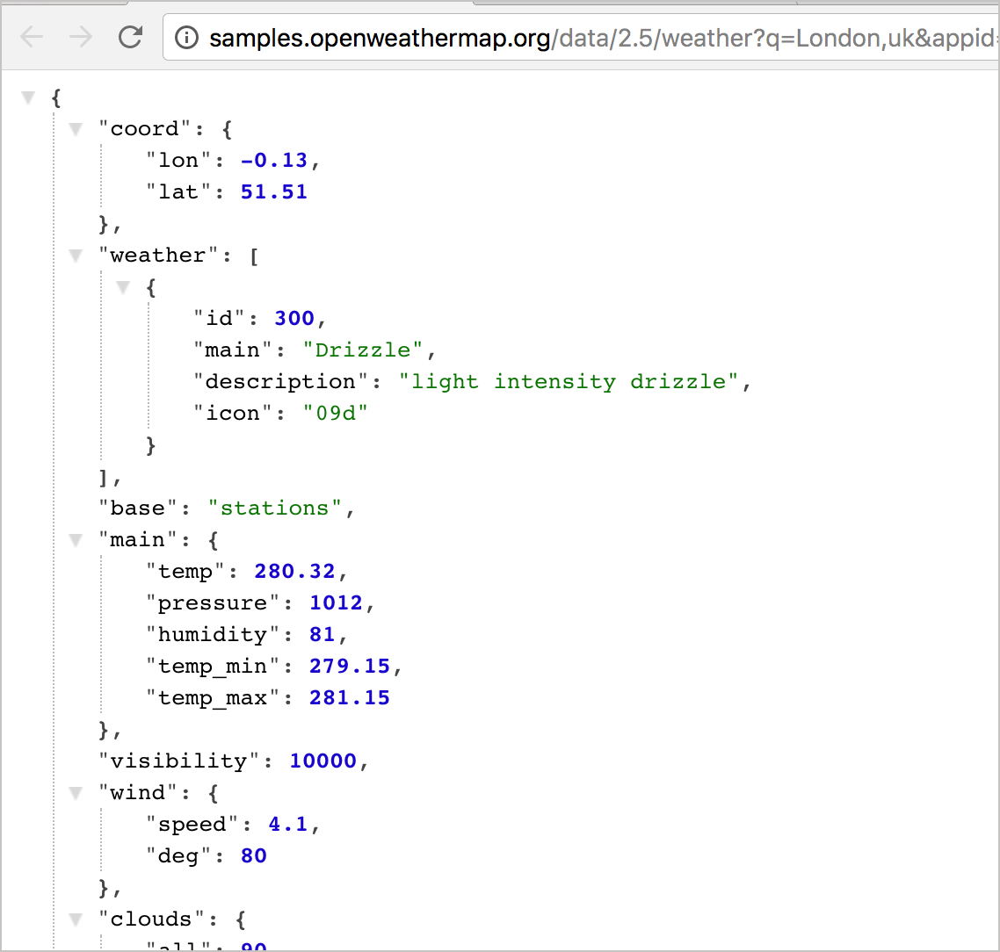 samples.openweathermap.org/data/2.5/weather?q=London,uk&appid=
{
"coord": {
"lon": -0.13,
"lat": 51.51
},
"weather": [
{
"id": 300,
"main": "Drizzle",
"description": "light intensity drizzle",
"icon": "09d"
}
],
"base": "stations",
"main": {
"temp": 280.32,
"pressure": 1012,
"humidity": 81,
"temp_min": 279.15,
"temp_max": 281.15
},
"visibility": 10000,
"wind": {
"speed": 4.1,
"deg": 80
},
"clouds": {
"all": 90